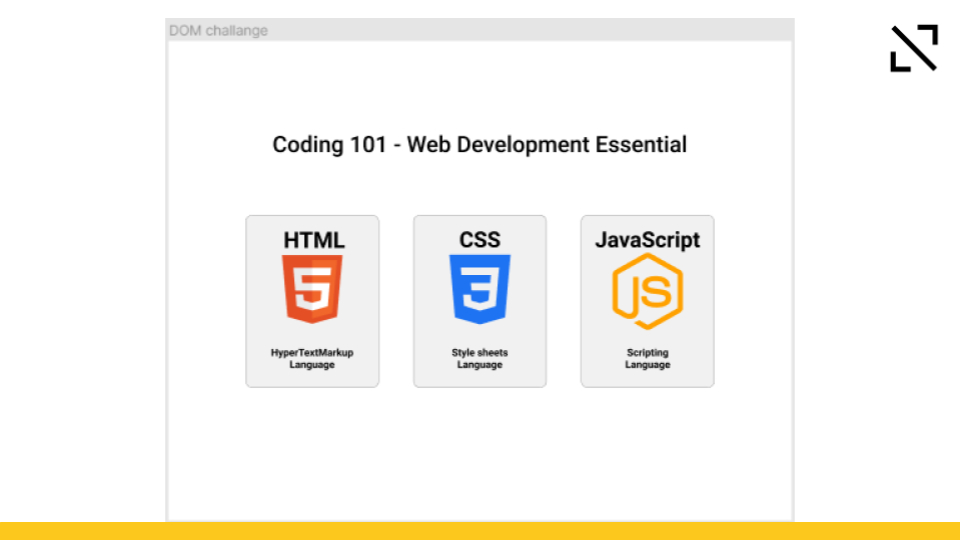 DOM challange
Coding 101 - Web Development Essential
HTML
5
HyperTextMarkup
Language
CSS
3
Style sheets
Language
JavaScript
JS
Scripting
Language